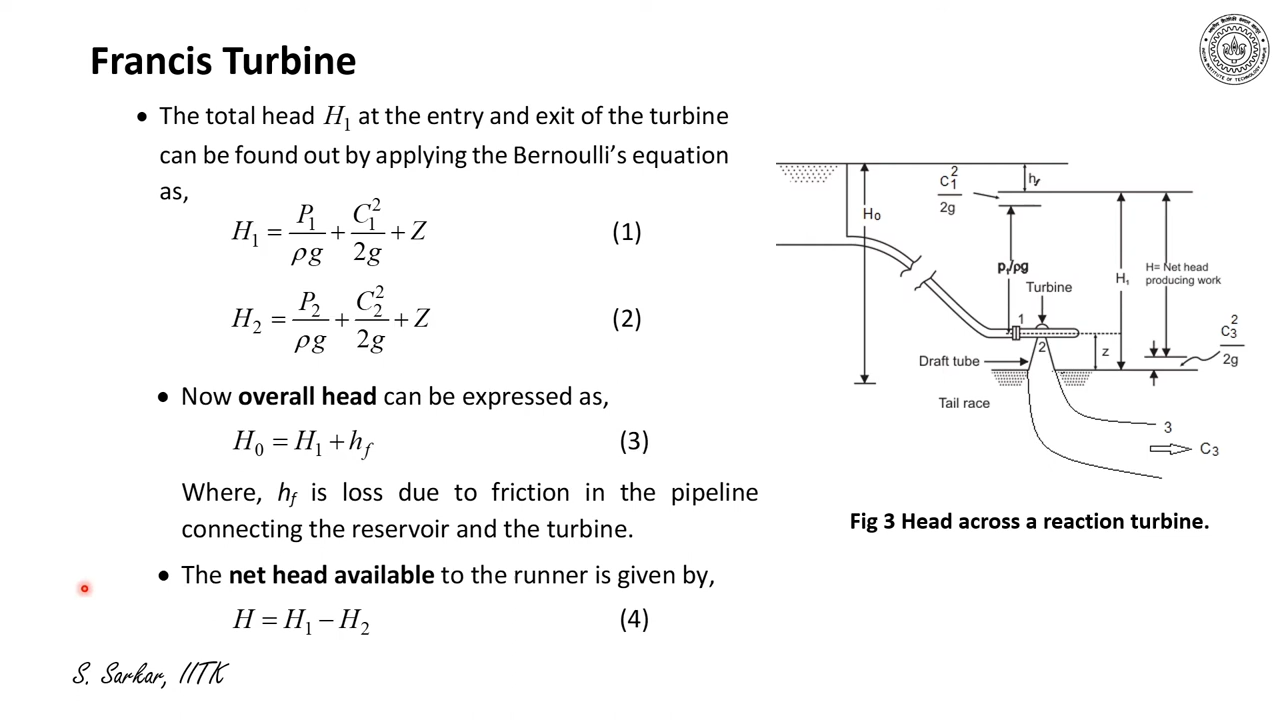 Francis Turbine
• The total head H₁ at the entry and exit of the turbine
can be found out by applying the Bernoulli’s equation
as,
H₁ = P₁/ρg + C₁²/2g + Z (1)
H₂ = P₂/ρg + C₂²/2g + Z (2)
• Now overall head can be expressed as,
H₀ = H₁ + h_f (3)
Where, h_f is loss due to friction in the pipeline
connecting the reservoir and the turbine.
• The net head available to the runner is given by,
H = H₁ − H₂ (4)
S. Sarkar, IITK
C₁²/2g
h_f
H₀
p₁/ρg
H₁
H= Net head
producing work
Turbine
1
2
z
C₃²/2g
Draft tube
Tail race
3
C₃
Fig 3 Head across a reaction turbine.